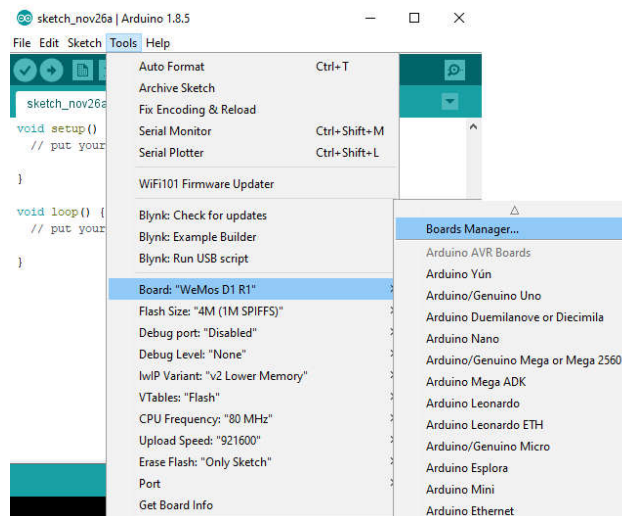 sketch_nov26a | Arduino 1.8.5
File Edit Sketch Tools Help
sketch_nov26a
void setup()
// put your
}
void loop() {
// put your
}
Auto Format Ctrl+T
Archive Sketch
Fix Encoding & Reload
Serial Monitor Ctrl+Shift+M
Serial Plotter Ctrl+Shift+L
WiFi101 Firmware Updater
Blynk: Check for updates
Blynk: Example Builder
Blynk: Run USB script
Board: "WeMos D1 R1"
Flash Size: "4M (1M SPIFFS)"
Debug port: "Disabled"
Debug Level: "None"
lwIP Variant: "v2 Lower Memory"
VTables: "Flash"
CPU Frequency: "80 MHz"
Upload Speed: "921600"
Erase Flash: "Only Sketch"
Port
Get Board Info
Boards Manager...
Arduino AVR Boards
Arduino Yún
Arduino/Genuino Uno
Arduino Duemilanove or Diecimila
Arduino Nano
Arduino/Genuino Mega or Mega 2560
Arduino Mega ADK
Arduino Leonardo
Arduino Leonardo ETH
Arduino/Genuino Micro
Arduino Esplora
Arduino Mini
Arduino Ethernet